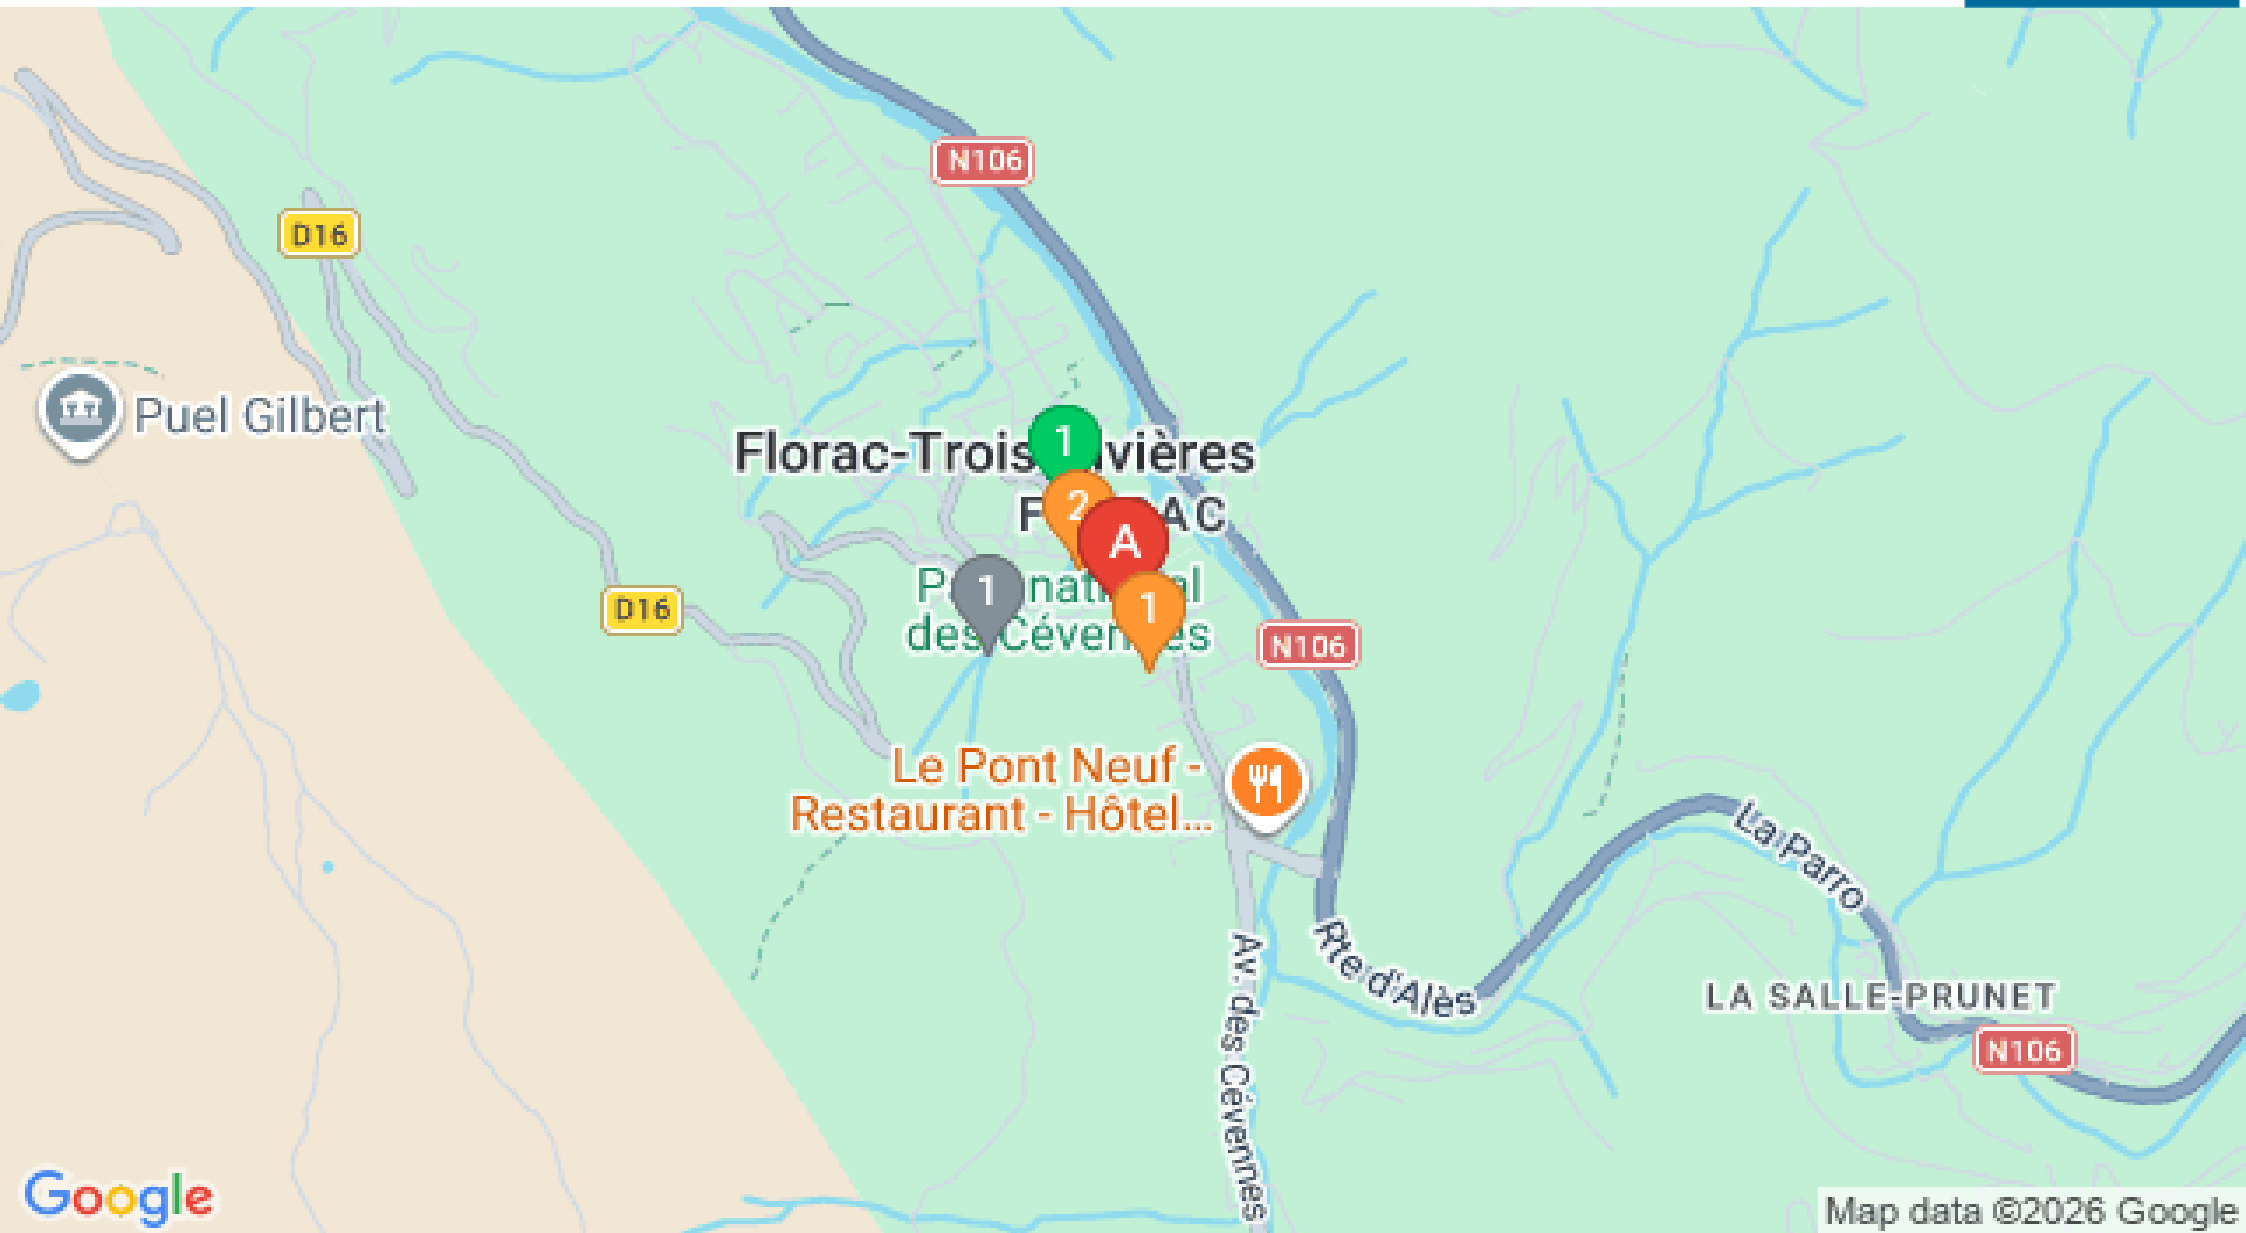 N106
D16
Puel Gilbert
Florac-Trois vières
1
2
F AC
A
P nat l
1
des Céven es
1
D16
N106
Le Pont Neuf -
Restaurant - Hôtel...
La Parro
Rte d'Alès
Av. des Cévennes
LA SALLE-PRUNET
N106
Google
Map data ©2026 Google